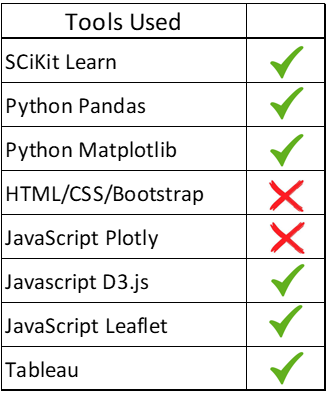 Tools Used
SCiKit Learn
Python Pandas
Python Matplotlib
HTML/CSS/Bootstrap
JavaScript Plotly
Javascript D3.js
JavaScript Leaflet
Tableau